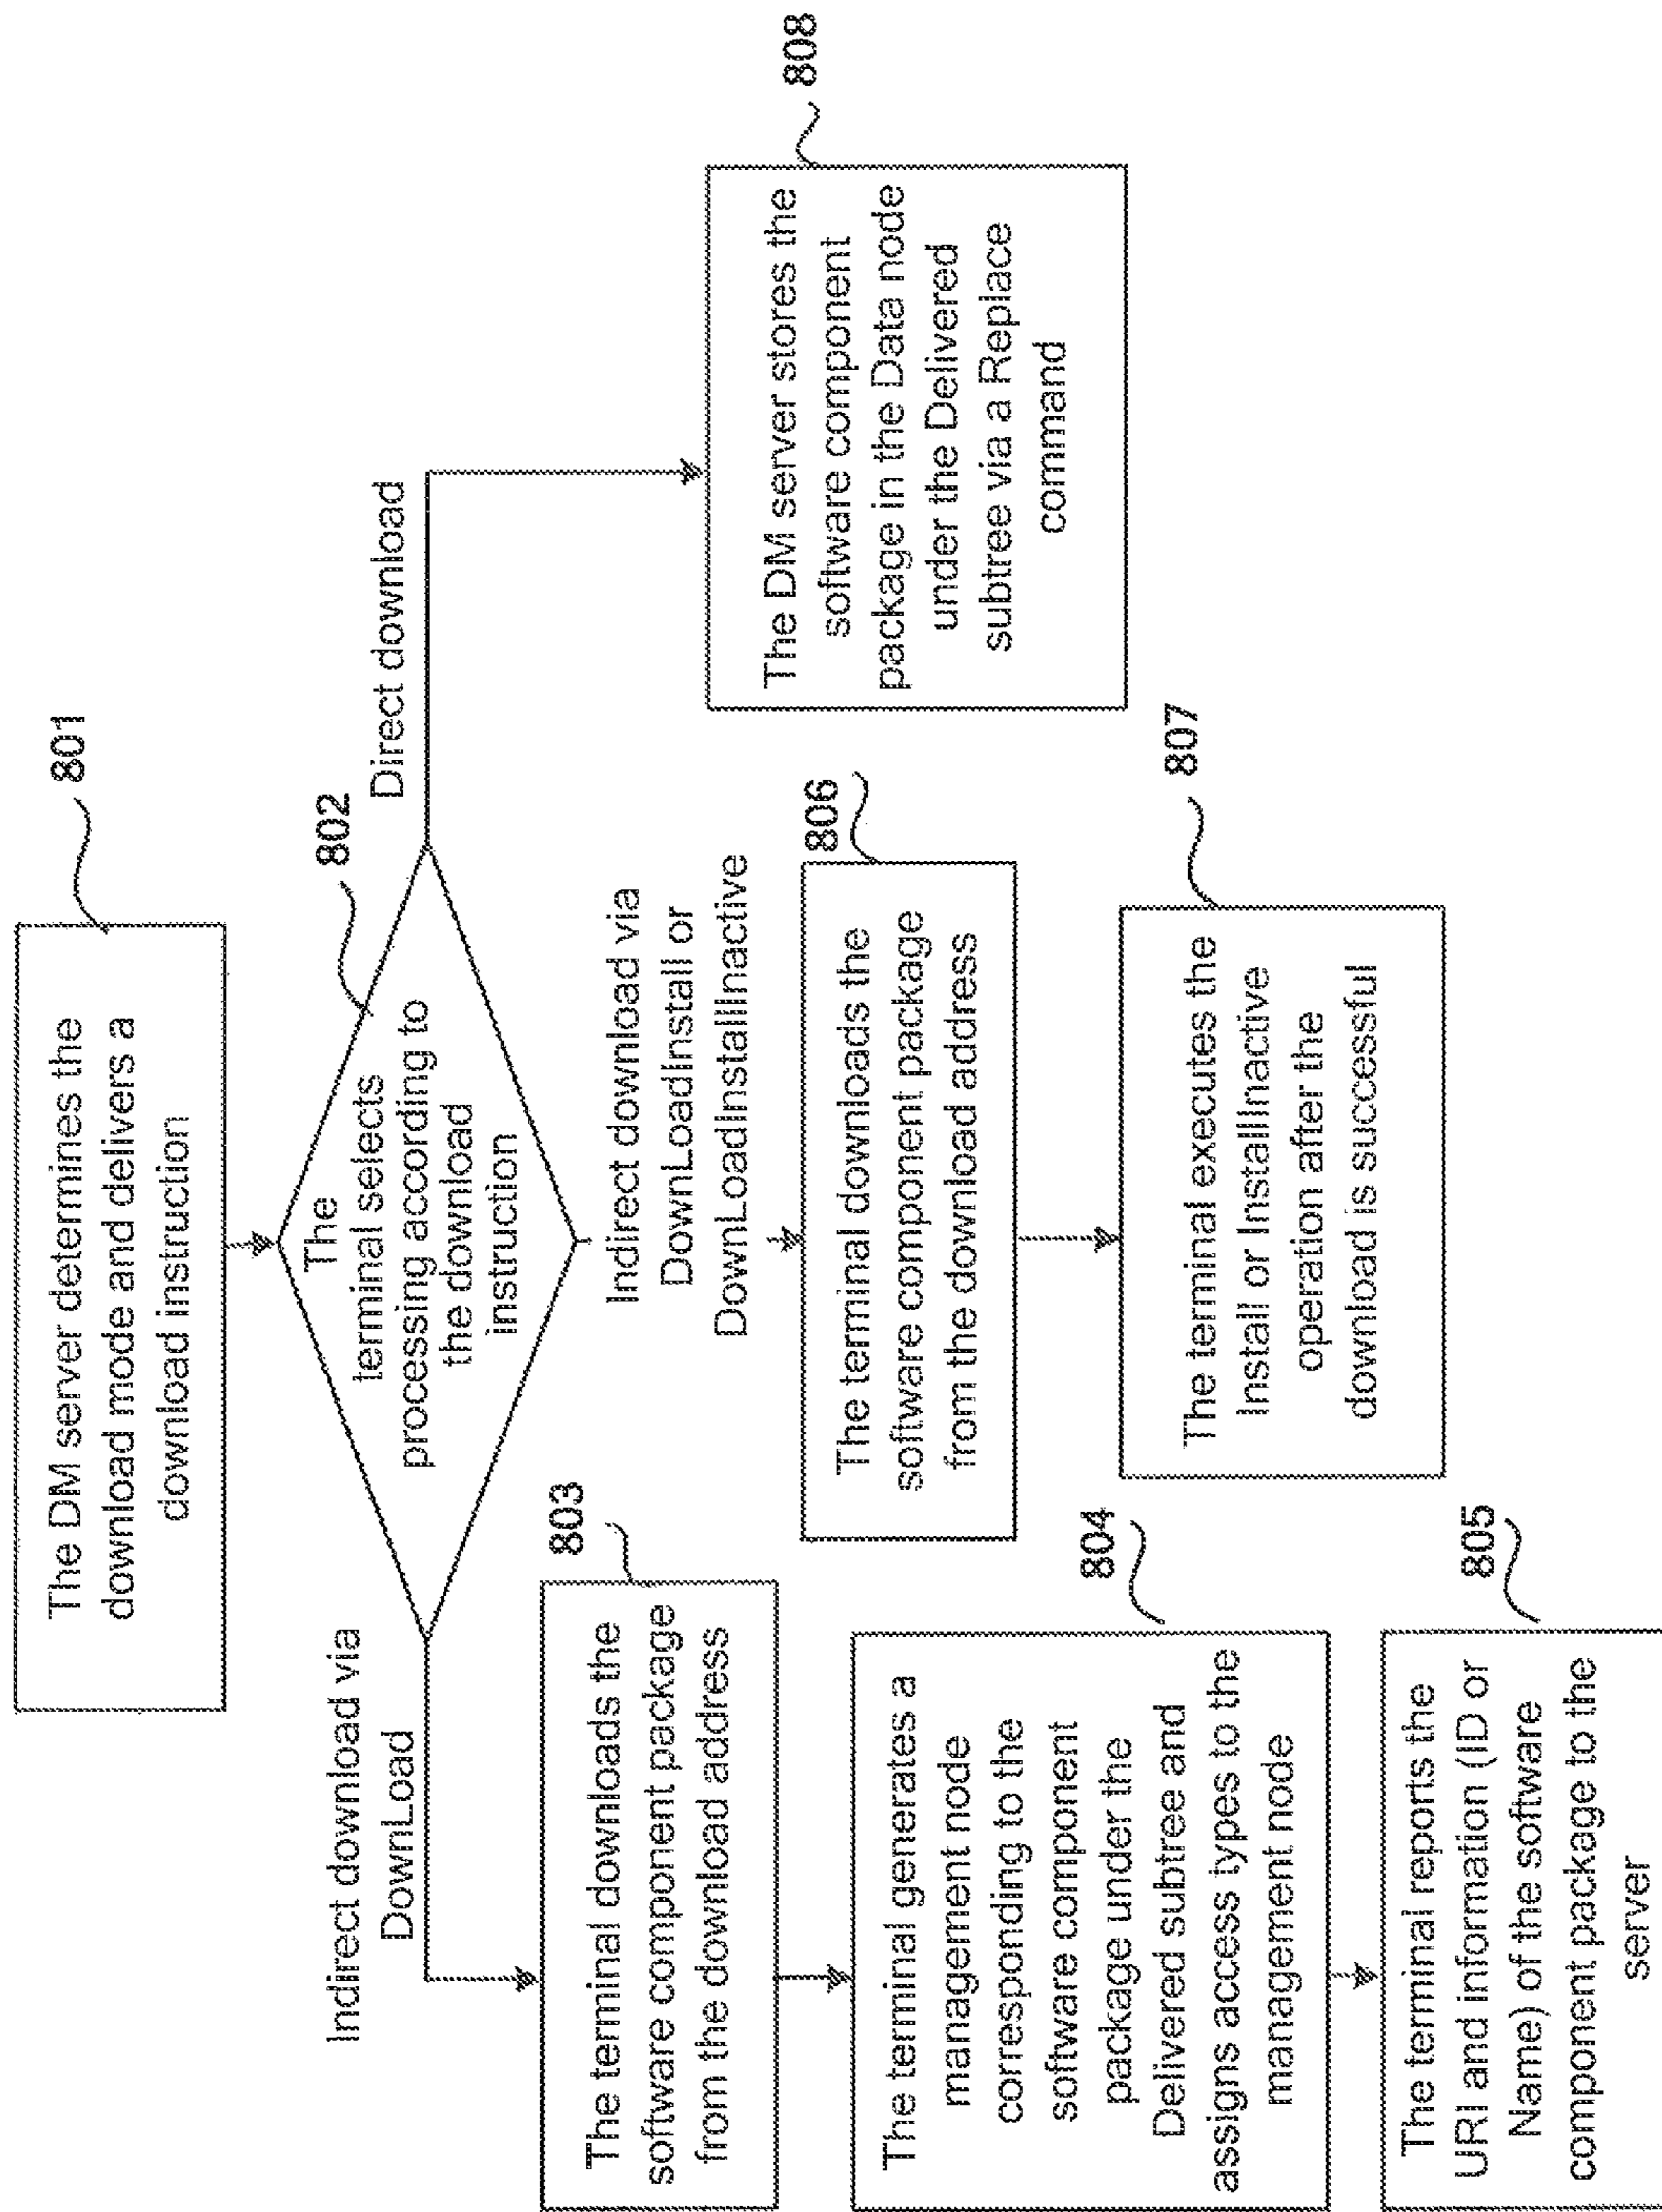 The DM server determines the
download mode and delivers a
download instruction
801
The
terminal selects
processing according to
the download
instruction
802
Indirect download via
DownLoad
The terminal downloads the
software component package
from the download address
803
The terminal generates a
management node
corresponding to the
software component
package under the
Delivered subtree and
assigns access types to the
management node
804
The terminal reports the
URI and information (ID or
Name) of the software
component package to the
server
805
Indirect download via
DownLoadInstall or
DownLoadInstallInactive
The terminal downloads the
software component package
from the download address
806
The terminal executes the
Install or InstallInactive
operation after the
download is successful
807
Direct download
The DM server stores the
software component
package in the Data node
under the Delivered
subtree via a Replace
command
808